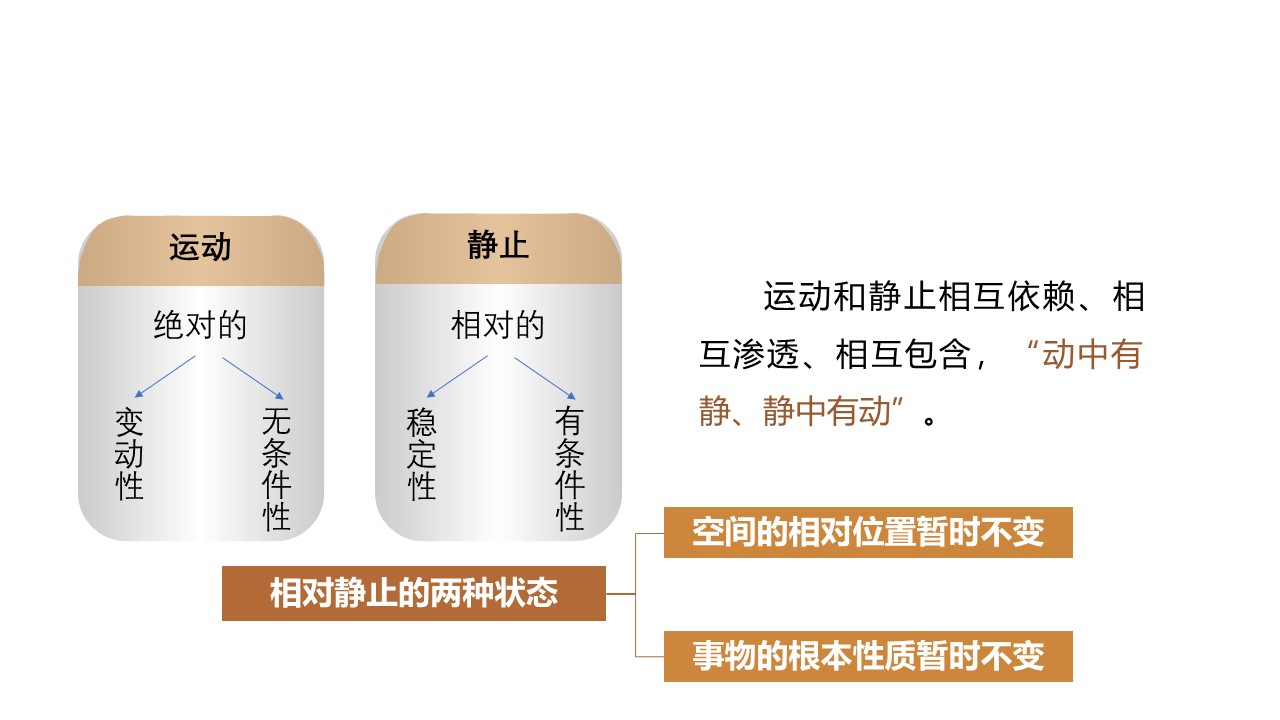 运动
绝对的
变动性
无条件性
静止
相对的
稳定性
有条件性
运动和静止相互依赖、相
互渗透、相互包含，“动中有
静、静中有动”。
相对静止的两种状态
空间的相对位置暂时不变
事物的根本性质暂时不变